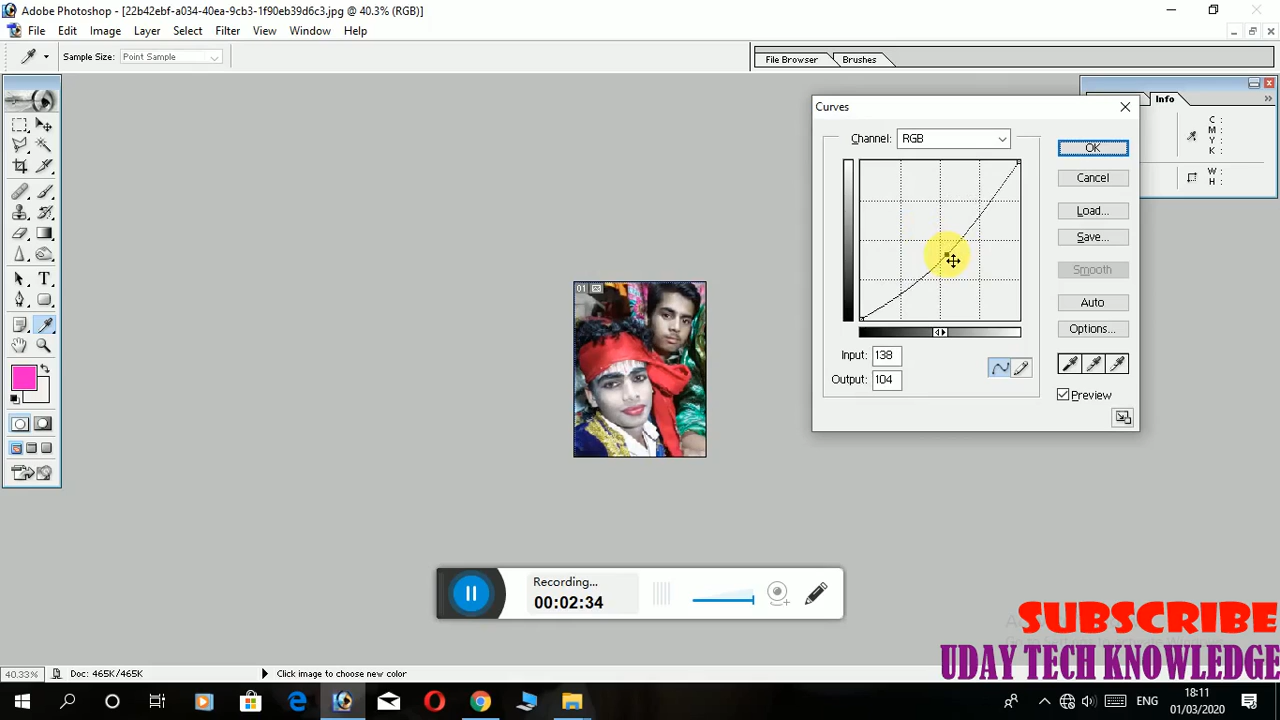 Adobe Photoshop - [22b42ebf-a034-40ea-9cb3-1f90eb39d6c3.jpg @ 40.3% (RGB)]
File Edit Image Layer Select Filter View Window Help
Sample Size: Point Sample
File Browser Brushes
Info
C :
M :
Y :
K :
W :
H :
Curves
Channel: RGB
OK
Cancel
Load...
Save...
Smooth
Auto
Options...
Input: 138
Output: 104
Preview
01
Recording...
00:02:34
SUBSCRIBE
UDAY TECH KNOWLEDGE
40.33% Doc: 465K/465K Click image to choose new color
ENG
18:11
01/03/2020